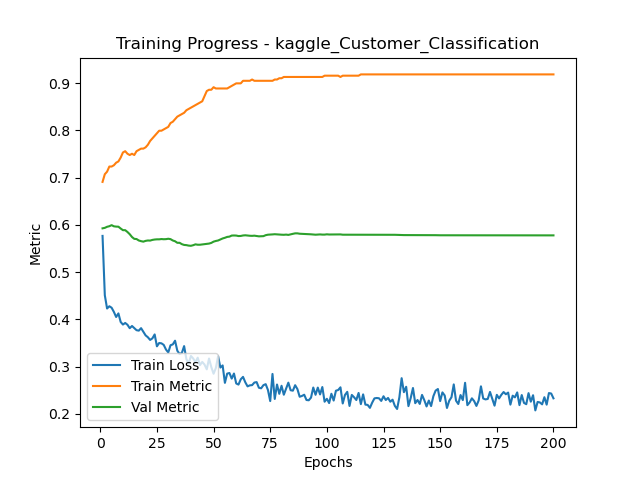 Training Progress - kaggle_Customer_Classification
Metric
0.9
0.8
0.7
0.6
0.5
0.4
0.3
0.2
Train Loss
Train Metric
Val Metric
0 25 50 75 100 125 150 175 200
Epochs